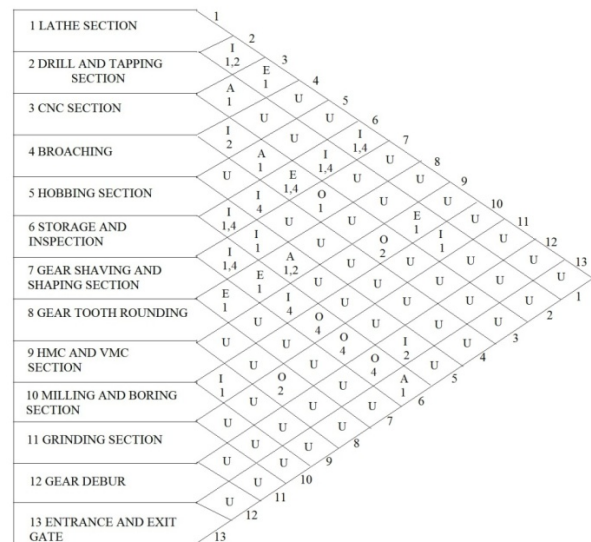 1 LATHE SECTION
2 DRILL AND TAPPING
SECTION
3 CNC SECTION
4 BROACHING
5 HOBBING SECTION
6 STORAGE AND
INSPECTION
7 GEAR SHAVING AND
SHAPING SECTION
8 GEAR TOOTH ROUNDING
9 HMC AND VMC
SECTION
10 MILLING AND BORING
SECTION
11 GRINDING SECTION
12 GEAR DEBUR
13 ENTRANCE AND EXIT
GATE
1
2
3
4
5
6
7
8
9
10
11
12
13
I
1,2
E
1
A U
1
U U
I U I
2 1,4
A I U
1 1,4
U E U U
1,4
I O U U
4 1
I U U E U
1,4 1
I U O I U
1 2 1
I A U U U U
1,4 1,2
E U U U U U
1
E I U U U U
1 4
U O U U U
4
U U O I U
4 2
U U O U
4
I O U A
1 2 1
U U U
U U U
U U
U U
U
U
1
2
3
4
5
6
7
8
9
10
11
12
13